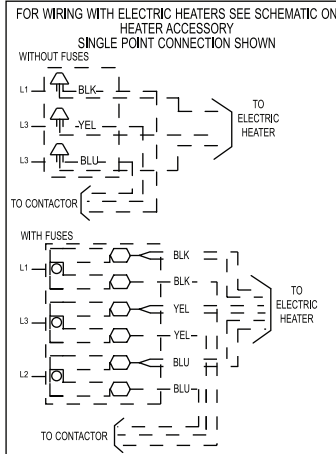 FOR WIRING WITH ELECTRIC HEATERS SEE SCHEMATIC ON
HEATER ACCESSORY
SINGLE POINT CONNECTION SHOWN
WITHOUT FUSES
L1
BLK
L3
YEL
L3
BLU
TO
ELECTRIC
HEATER
TO CONTACTOR
WITH FUSES
BLK
L1
BLK
YEL
L3
YEL
BLU
L2
BLU
TO
ELECTRIC
HEATER
TO CONTACTOR